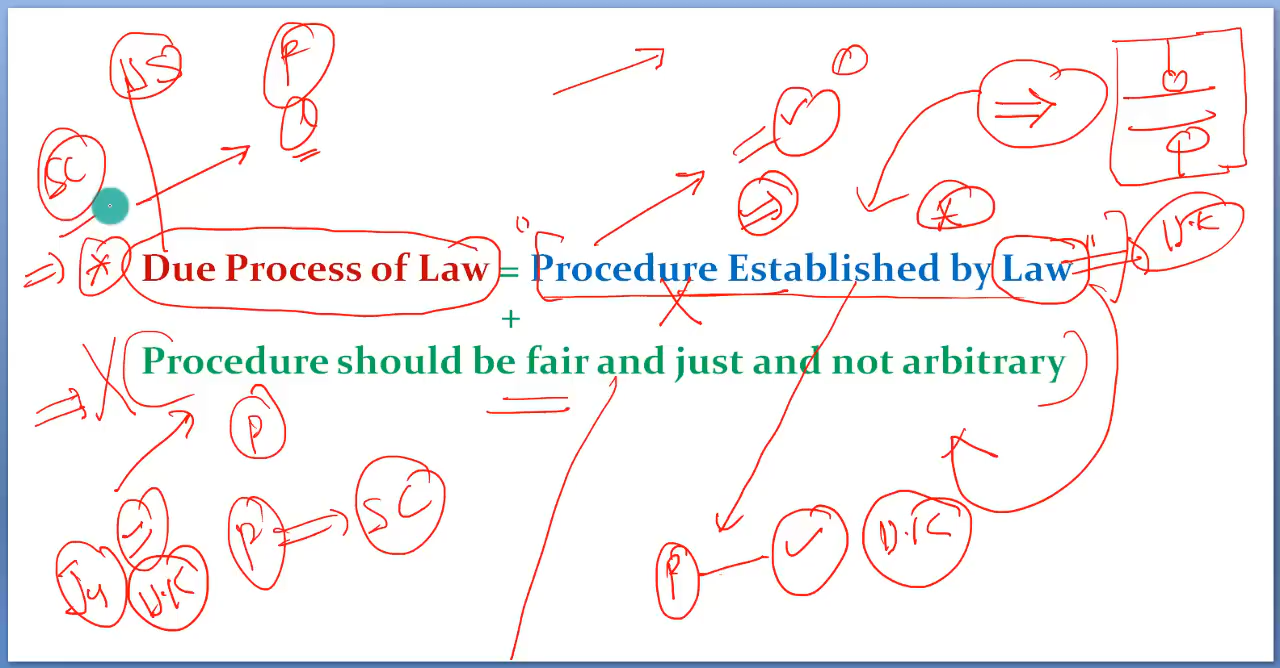 US
P
SC
U.K
Due Process of Law = "Procedure Established by Law"
+
Procedure should be fair and just and not arbitrary
P
P
SC
P
U.K